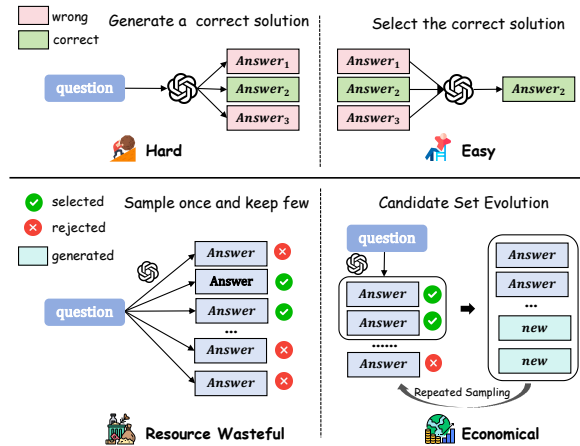 wrong
correct
Generate a correct solution
question
Answer1
Answer2
Answer3
Hard
Select the correct solution
Answer1
Answer2
Answer3
Answer2
Easy
selected
rejected
generated
Sample once and keep few
question
Answer
Answer
Answer
...
Answer
Answer
Resource Wasteful
Candidate Set Evolution
question
Answer
Answer
......
Answer
Answer
Answer
...
new
new
Repeated Sampling
Economical